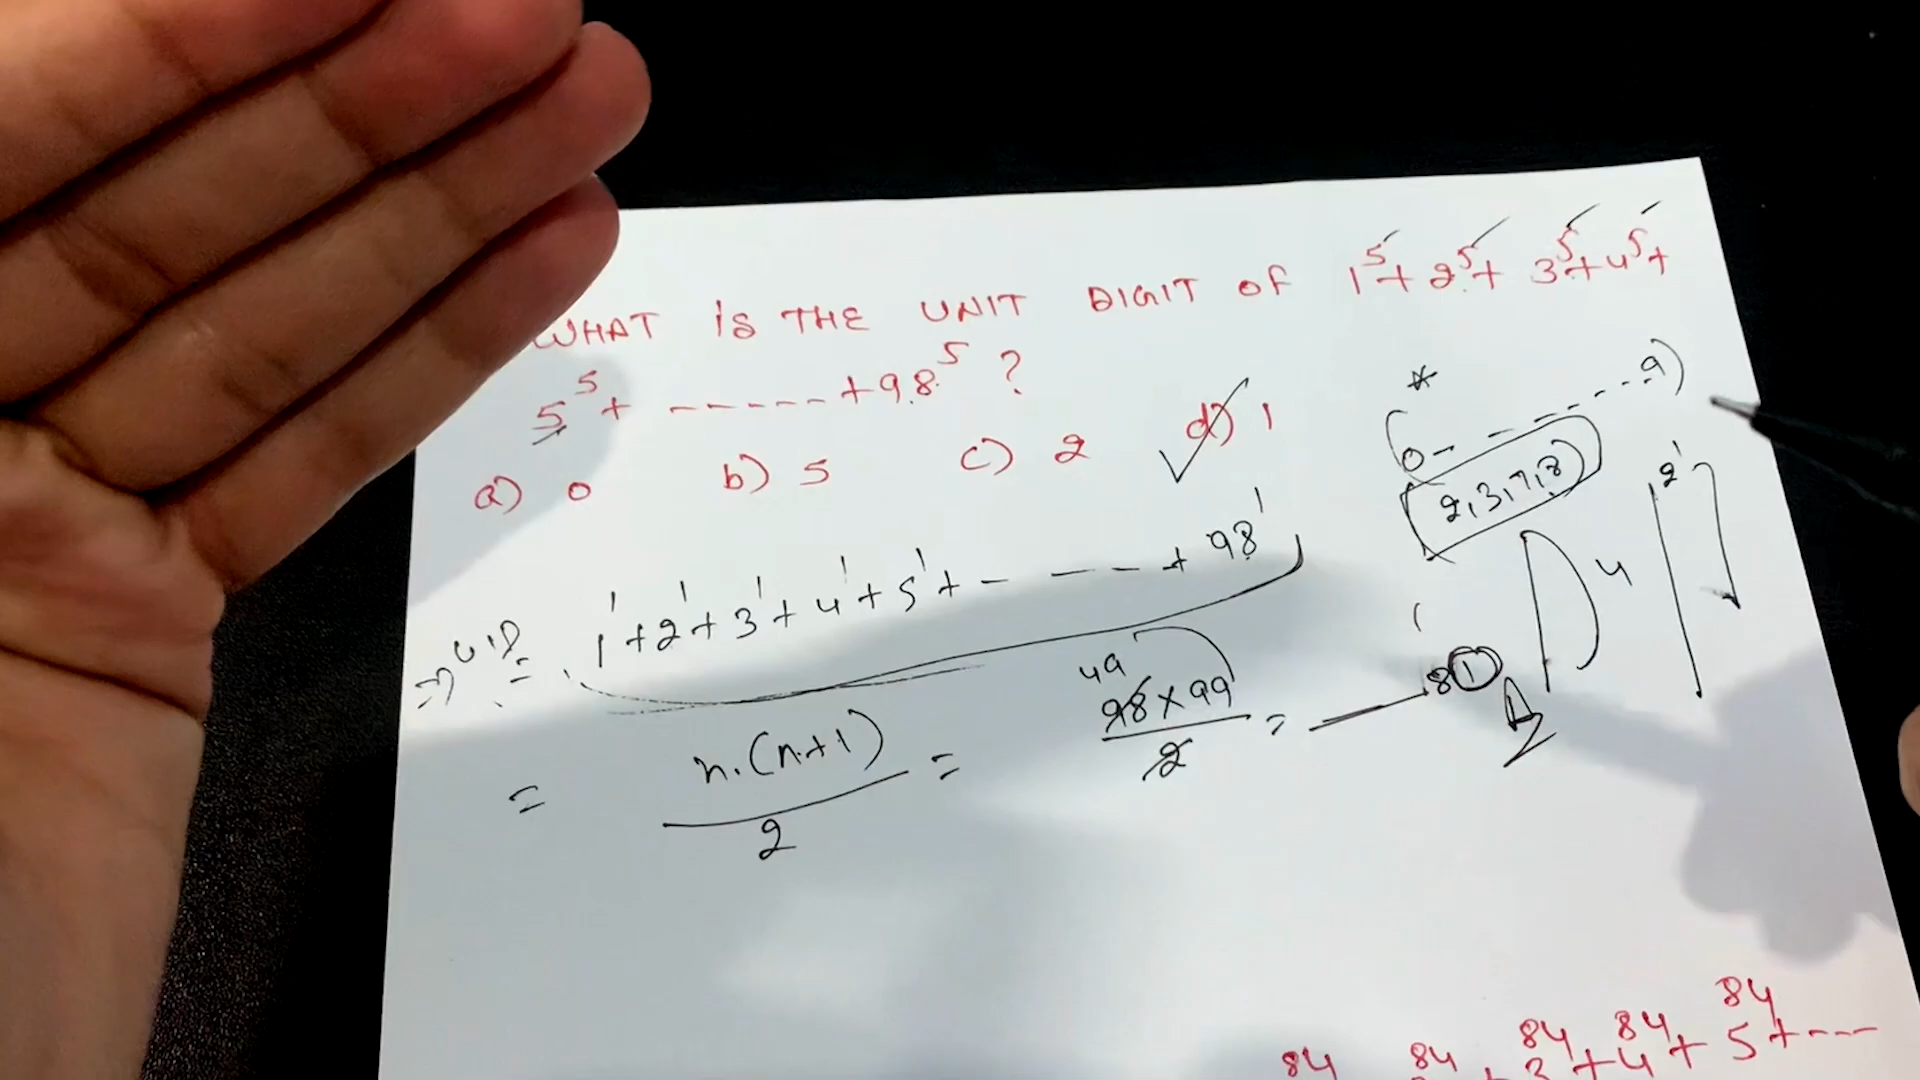 WHAT IS THE UNIT DIGIT OF 1⁵+ 2⁵+ 3⁵+4⁵+
5⁵+ ------+98⁵ ?
a) 0 b) 5 c) 2 d) 1
*
(0- - - - - - - 9)
2,3,7,8
4
2¹
⇒ U.D = 1¹+2¹+3¹+4¹+5¹+- - - -+ 98¹
= n.(n+1)/2 = 98×99/2 = 81
49
84 84 84 84 84
3+4+5+---